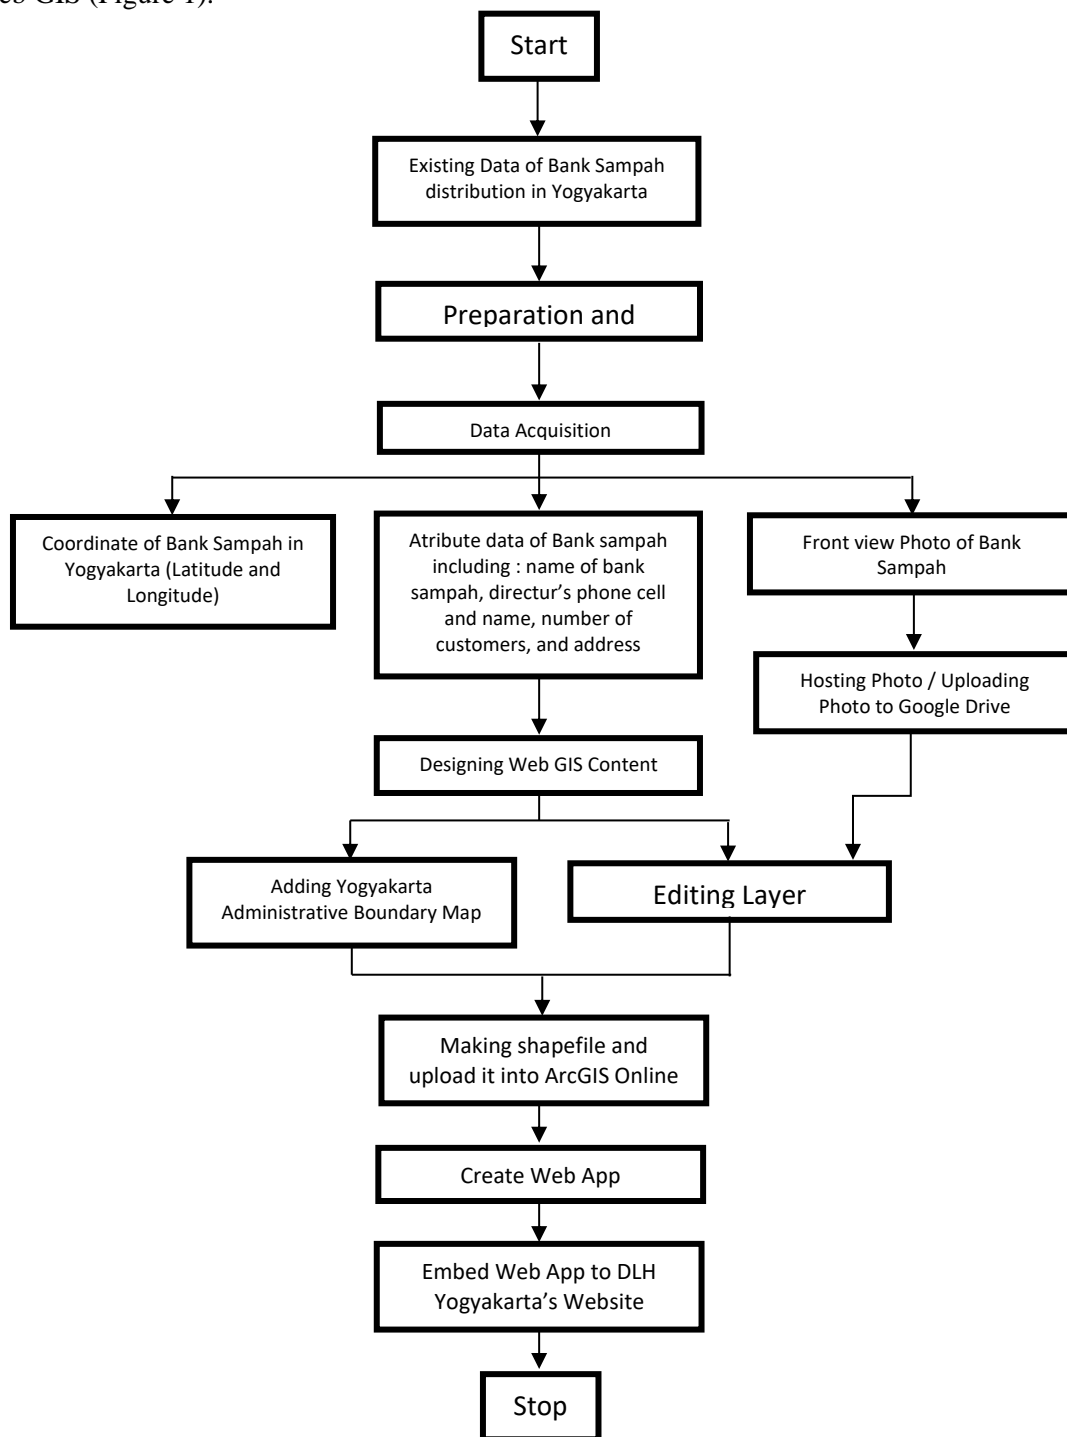 eb GIS (Figure 1).
Start
Existing Data of Bank Sampah
distribution in Yogyakarta
Preparation and
Data Acquisition
Coordinate of Bank Sampah in
Yogyakarta (Latitude and
Longitude)
Atribute data of Bank sampah
including : name of bank
sampah, directur’s phone cell
and name, number of
customers, and address
Front view Photo of Bank
Sampah
Hosting Photo / Uploading
Photo to Google Drive
Designing Web GIS Content
Adding Yogyakarta
Administrative Boundary Map
Editing Layer
Making shapefile and
upload it into ArcGIS Online
Create Web App
Embed Web App to DLH
Yogyakarta’s Website
Stop